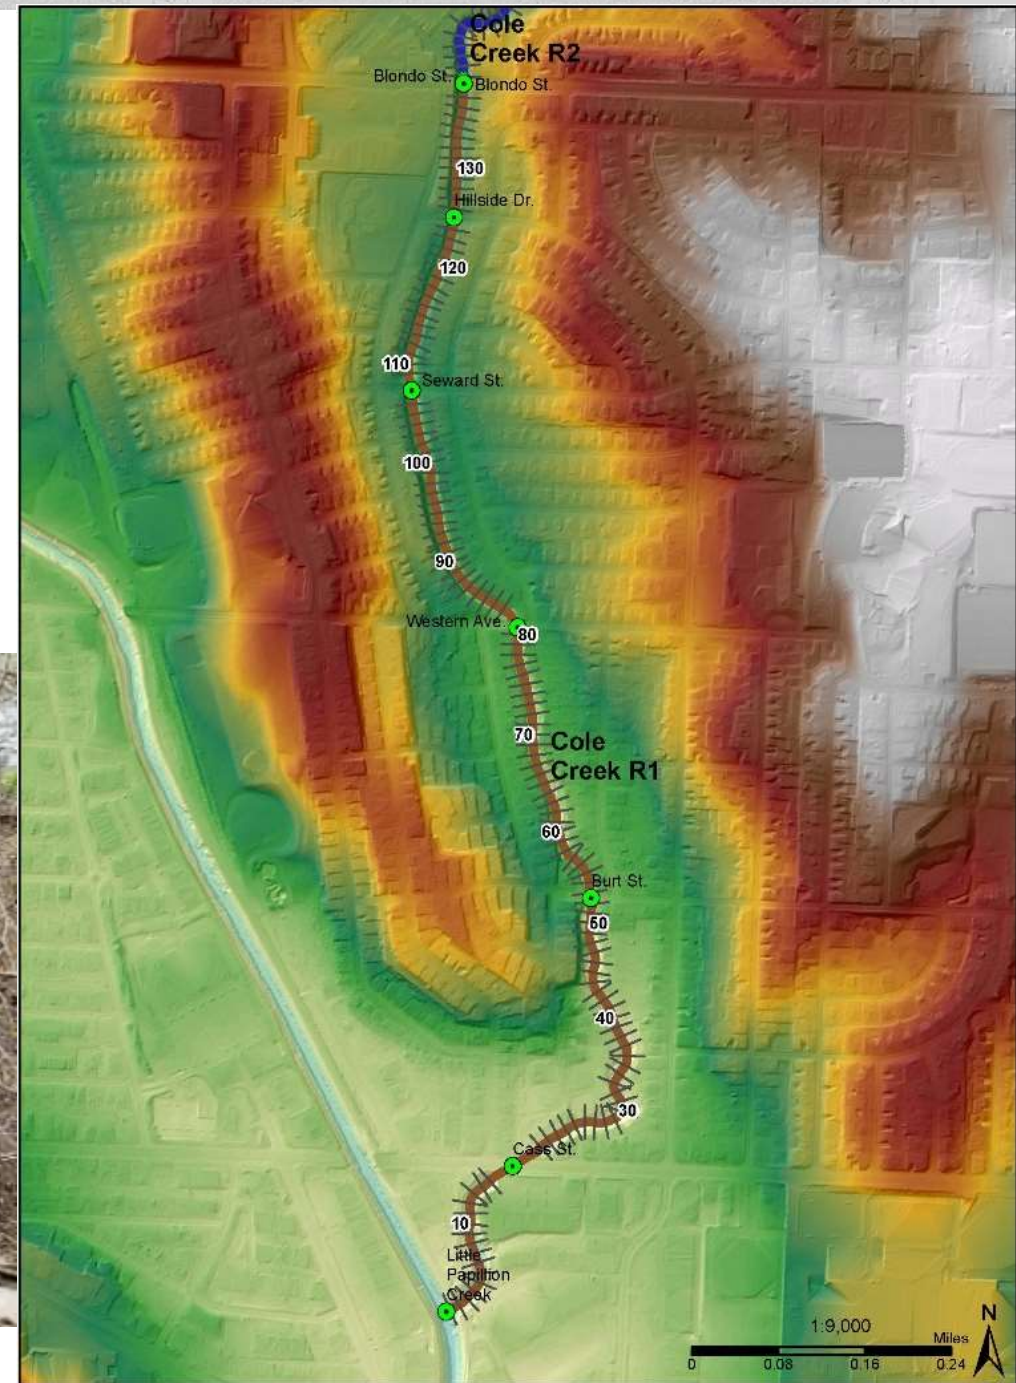 Cole
Creek R2
Blondo St.
Blondo St.
130
Hillside Dr.
120
110
Seward St.
100
90
Western Ave.
80
70
Cole
Creek R1
60
Burt St.
50
40
30
Cass St.
10
Little
Papillion
Creek
1:9,000
Miles
0
0.08
0.16
0.24
N